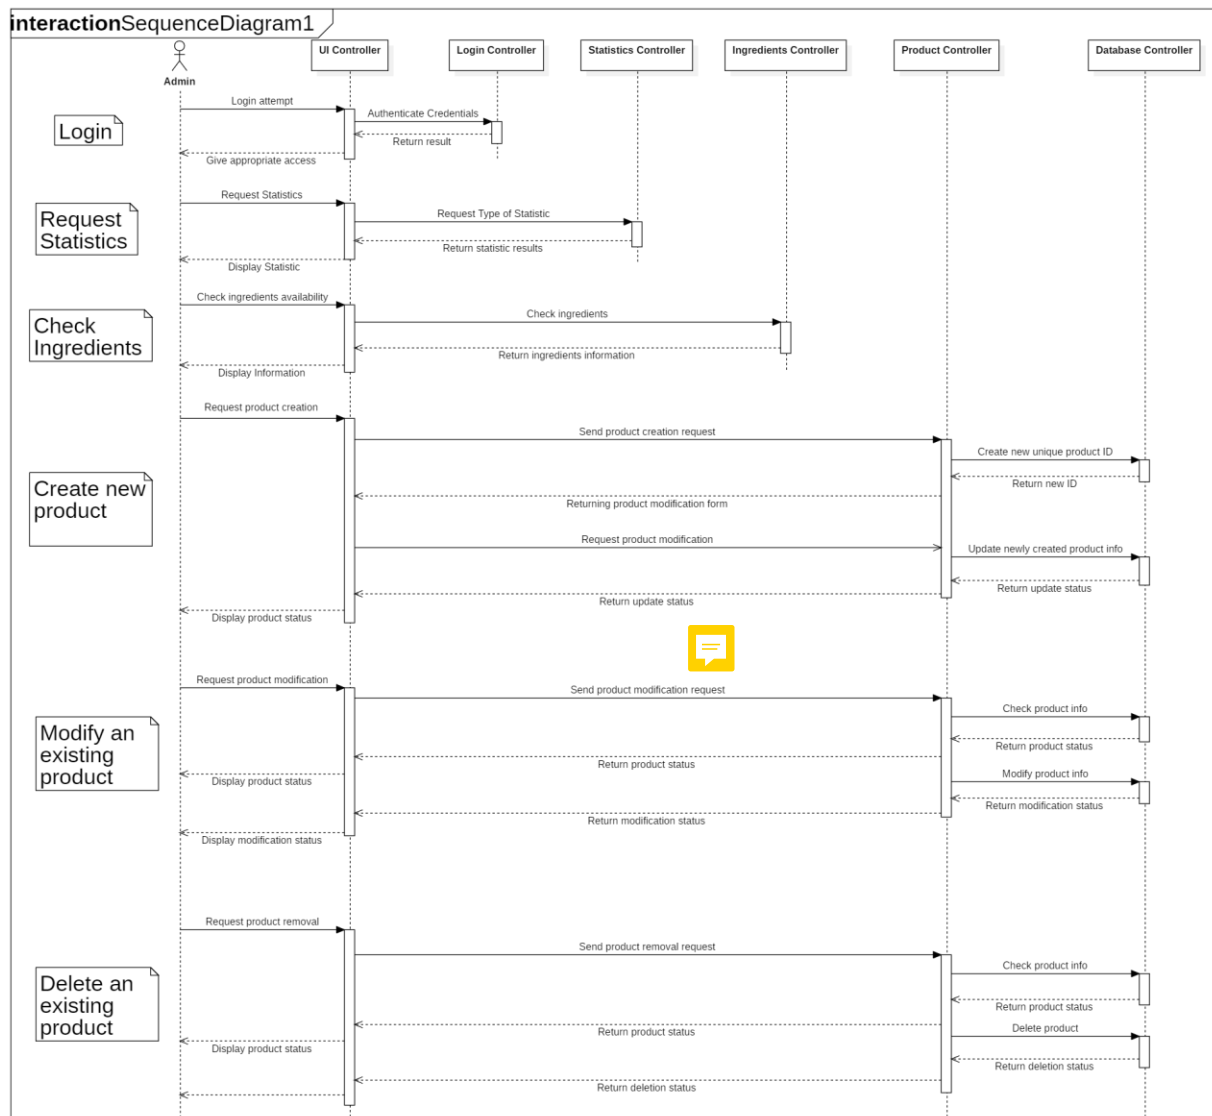 interactionSequenceDiagram1
Admin
UI Controller
Login Controller
Statistics Controller
Ingredients Controller
Product Controller
Database Controller
Login
Login attempt
Authenticate Credentials
Return result
Give appropriate access
Request
Statistics
Request Statistics
Request Type of Statistic
Return statistic results
Display Statistic
Check
Ingredients
Check ingredients availability
Check ingredients
Return ingredients information
Display Information
Create new
product
Request product creation
Send product creation request
Create new unique product ID
Return new ID
Returning product modification form
Request product modification
Update newly created product info
Return update status
Return update status
Display product status
Modify an
existing
product
Request product modification
Send product modification request
Check product info
Return product status
Return product status
Display product status
Modify product info
Return modification status
Return modification status
Display modification status
Delete an
existing
product
Request product removal
Send product removal request
Check product info
Return product status
Return product status
Display product status
Delete product
Return deletion status
Return deletion status